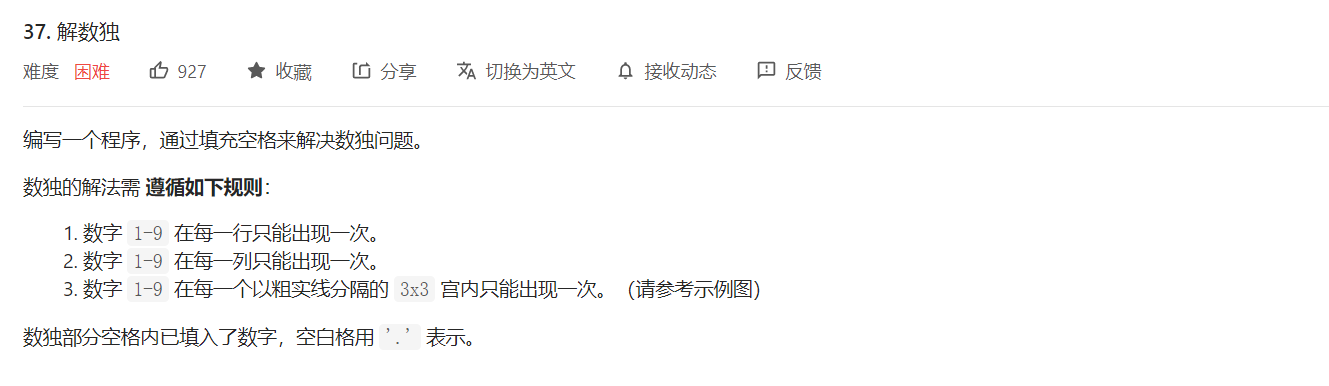 37. 解数独
难度 困难 927 收藏 分享 切换为英文 接收动态 反馈
编写一个程序，通过填充空格来解决数独问题。
数独的解法需 遵循如下规则：
1. 数字 1-9 在每一行只能出现一次。
2. 数字 1-9 在每一列只能出现一次。
3. 数字 1-9 在每一个以粗实线分隔的 3x3 宫内只能出现一次。（请参考示例图）
数独部分空格内已填入了数字，空白格用 '.' 表示。